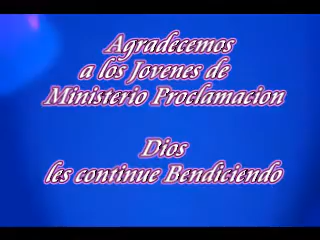 Agradecemos
a los Jovenes de
Ministerio Proclamacion
Dios
les continue Bendiciendo